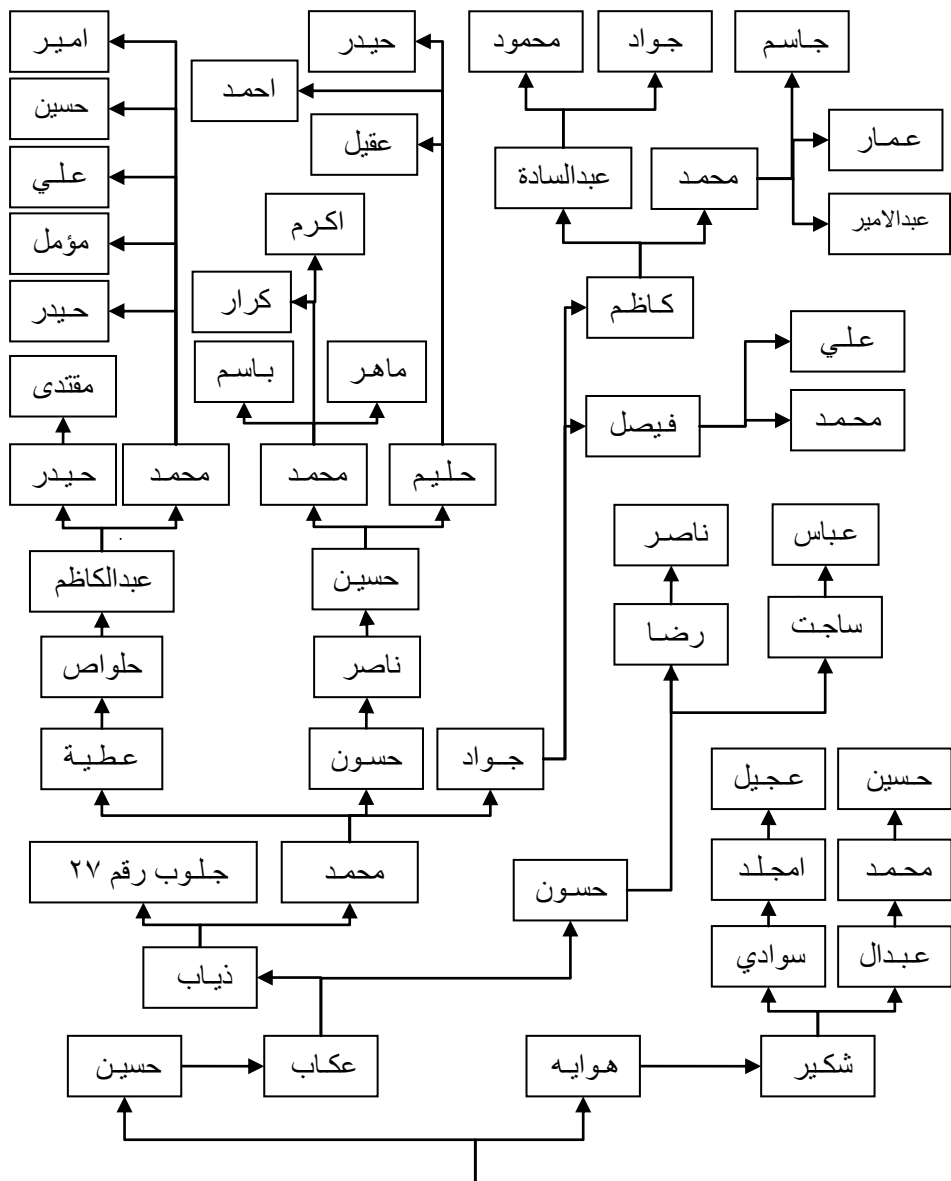 امير
حيدر
محمود
جواد
جاسم
احمد
حسين
عمار
عقيل
علي
عبدالسادة
محمد
عبدالامير
اكرم
مؤمل
كرار
حيدر
كاظم
علي
مقتدى
باسم
ماهر
فيصل
محمد
حيدر
محمد
محمد
حليم
ناصر
عباس
عبدالكاظم
حسين
رضا
ساجت
حلواص
ناصر
عطية
حسون
جواد
عجيل
حسين
جلوب رقم ٢٧
محمد
حسون
امجلد
محمد
ذياب
سوادي
عبدال
حسين
عكاب
هوايه
شكير